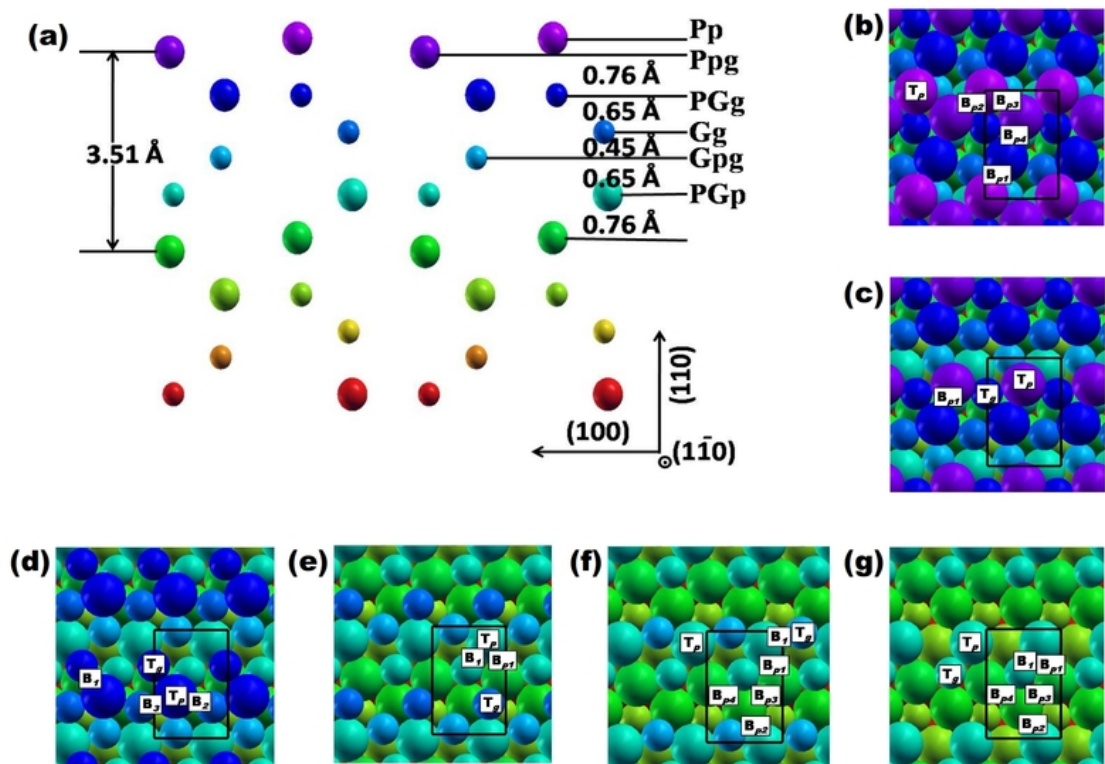 (a)
Pp
Ppg
0.76 Å
PGg
0.65 Å
Gg
0.45 Å
Gpg
0.65 Å
PGp
0.76 Å
3.51 Å
(110)
(100)
(11̄0)
(b)
Tp
Bp2
Bp3
Bp4
Bp1
(c)
Tp
Bp1
Tg
(d)
Tg
B1
Tp
B3
B2
(e)
Tp
B1
Bp1
Tg
(f)
B1
Tg
Tp
Bp1
Bp4
Bp3
Bp2
(g)
Tp
B1
Bp1
Tg
Bp4
Bp3
Bp2